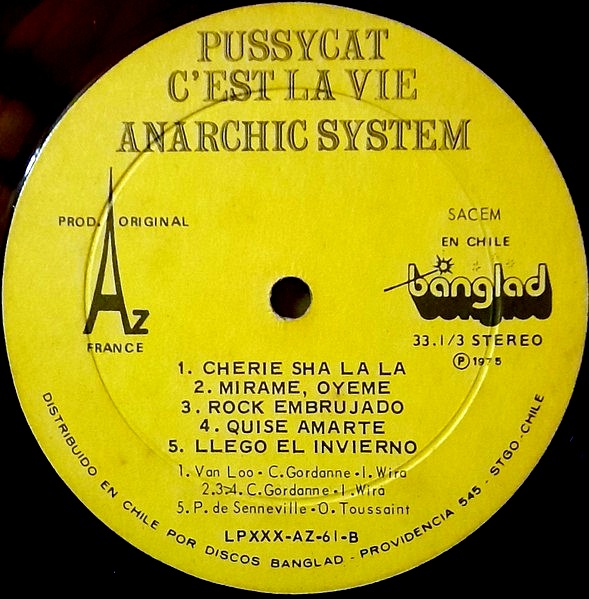 PUSSYCAT
C'EST LA VIE
ANARCHIC SYSTEM
PROD. ORIGINAL
AZ
FRANCE
SACEM
EN CHILE
banglad
33.1/3 STEREO
Ⓟ 1975
1. CHERIE SHA LA LA
2. MIRAME, OYEME
3. ROCK EMBRUJADO
4. QUISE AMARTE
5. LLEGO EL INVIERNO
1. Van Loo - C. Gordanne - I. Wira
2.3-4. C. Gordanne - I. Wira
5. P. de Senneville - O. Toussaint
LPXXX-AZ-61-B
DISTRIBUIDO EN CHILE POR DISCOS BANGLAD - PROVIDENCIA 545 - STGO-CHILE